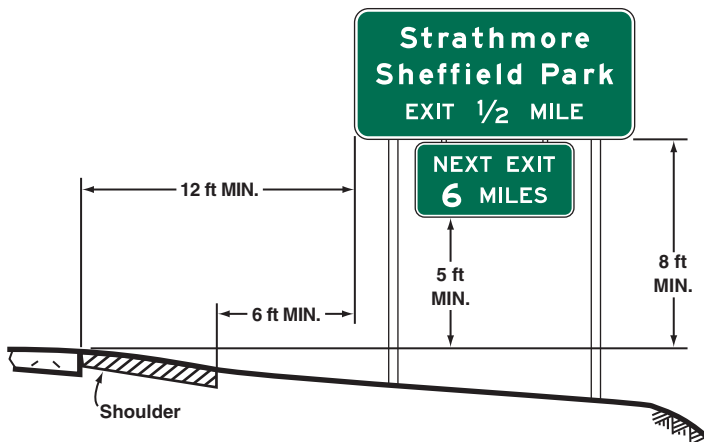 Strathmore
Sheffield Park
EXIT 1/2 MILE
NEXT EXIT
6 MILES
12 ft MIN.
6 ft MIN.
5 ft
MIN.
8 ft
MIN.
Shoulder